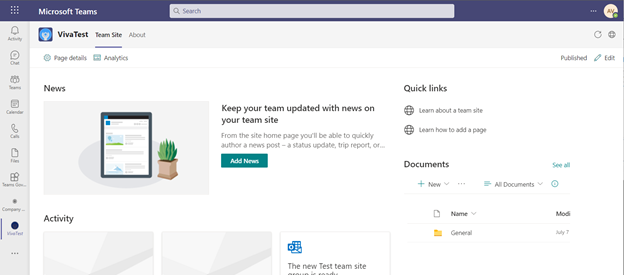 Microsoft Teams
Search
AV
Activity
Chat
Teams
Calendar
Calls
Files
Teams Gov...
Company ...
VivaTest
VivaTest
Team Site
About
Page details
Analytics
Published
Edit
News
Keep your team updated with news on
your team site
From the site home page you'll be able to quickly
author a news post – a status update, trip report, or...
Add News
Activity
The new Test team site
group is ready
Quick links
Learn about a team site
Learn how to add a page
Documents
See all
New
All Documents
Name
Modi
General
July 7